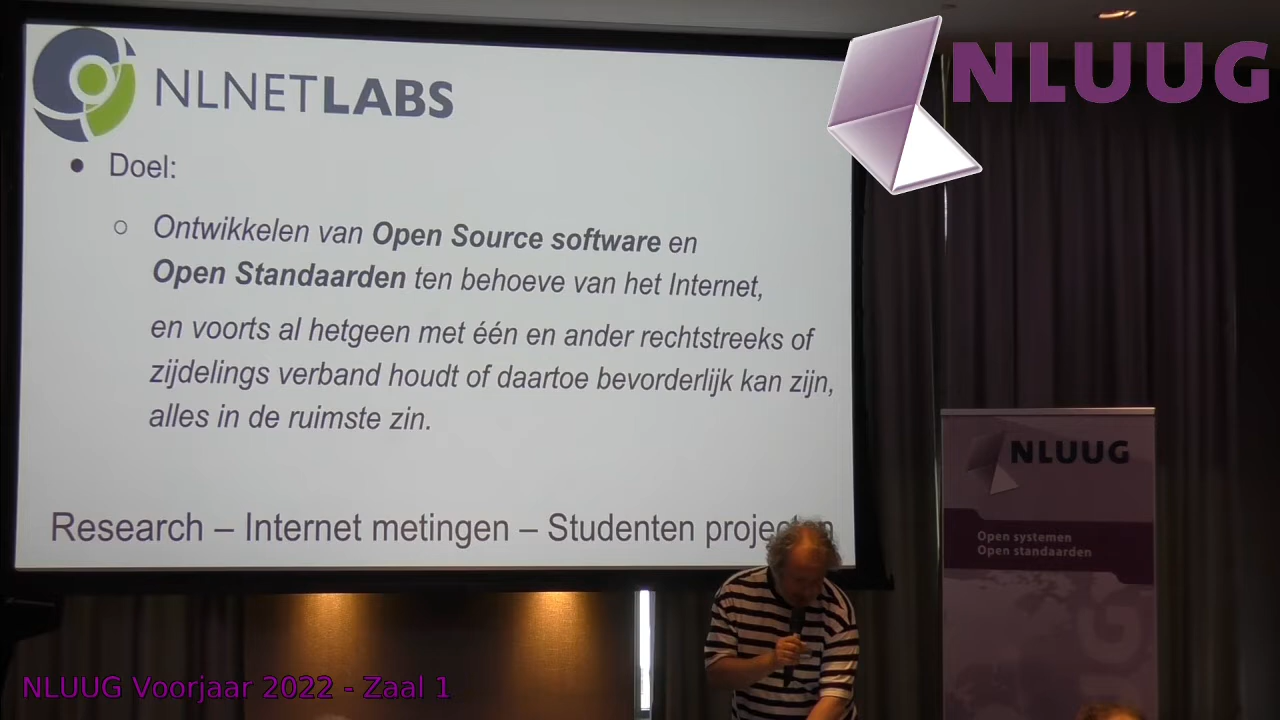 NLNETLABS
NLUUG
• Doel:
○ Ontwikkelen van Open Source software en
Open Standaarden ten behoeve van het Internet,
en voorts al hetgeen met één en ander rechtstreeks of
zijdelings verband houdt of daartoe bevorderlijk kan zijn,
alles in de ruimste zin.
Research – Internet metingen – Studenten
NLUUG
Open systemen
Open standaarden
NLUUG Voorjaar 2022 - Zaal 1